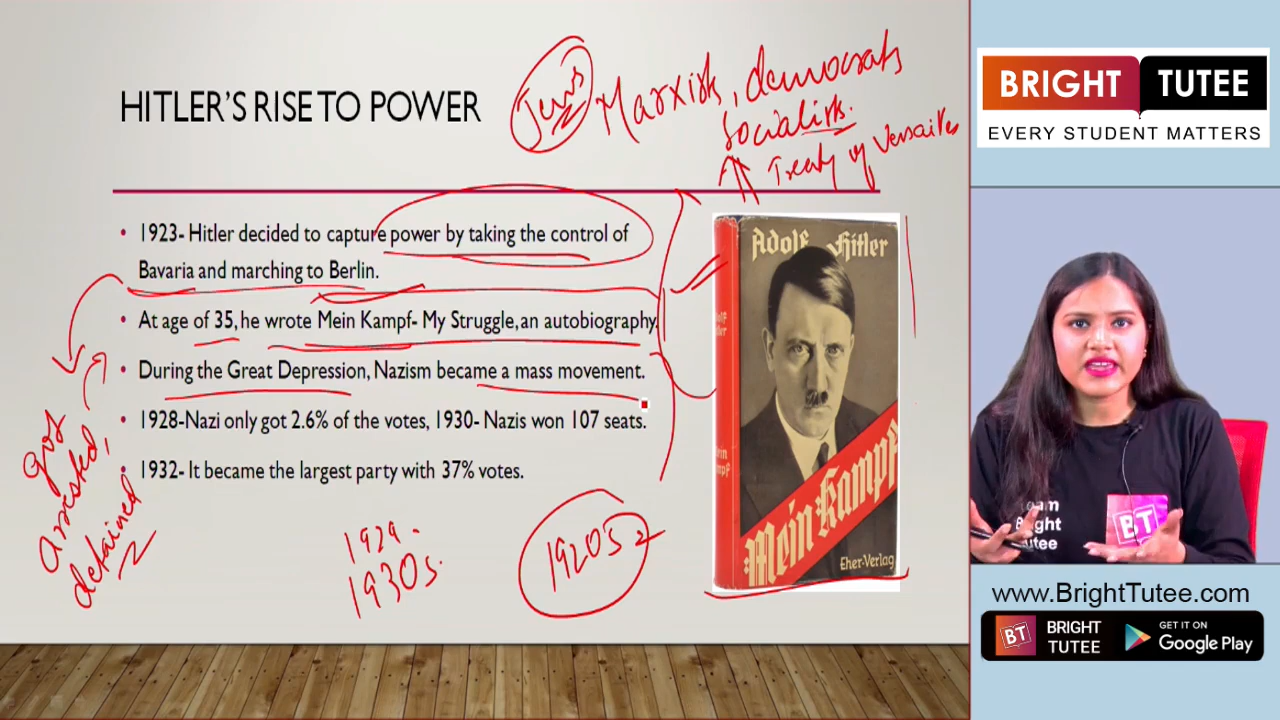 HITLER'S RISE TO POWER
Jews
Marxists, democrats
Socialists.
Treaty of Versailles
• 1923- Hitler decided to capture power by taking the control of
Bavaria and marching to Berlin.
• At age of 35, he wrote Mein Kampf- My Struggle, an autobiography.
• During the Great Depression, Nazism became a mass movement.
• 1928-Nazi only got 2.6% of the votes, 1930- Nazis won 107 seats.
• 1932- It became the largest party with 37% votes.
got
arrested,
detained
1929.
1930s.
1920s
Adolf Hitler
Mein Kampf
Eher-Verlag
BRIGHT TUTEE
EVERY STUDENT MATTERS
Team
Bright
Tutee
BT
www.BrightTutee.com
BT
BRIGHT
TUTEE
GET IT ON
Google Play